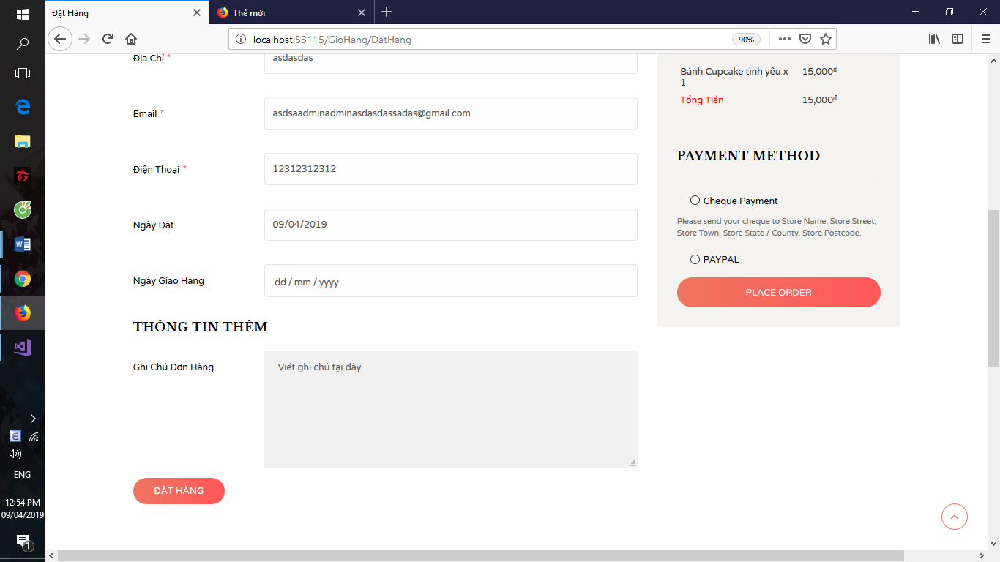 Đặt Hàng
Thẻ mới
localhost:53115/GioHang/DatHang
90%
Địa Chỉ *
asdasdas
Email *
asdsaadminadminasdasdassadas@gmail.com
Điện Thoại *
12312312312
Ngày Đặt
09/04/2019
Ngày Giao Hàng
dd / mm / yyyy
THÔNG TIN THÊM
Ghi Chú Đơn Hàng
Viết ghi chú tại đây.
ĐẶT HÀNG
Bánh Cupcake tình yêu x
1
15,000đ
Tổng Tiền
15,000đ
PAYMENT METHOD
Cheque Payment
Please send your cheque to Store Name, Store Street,
Store Town, Store State / County, Store Postcode.
PAYPAL
PLACE ORDER
ENG
12:54 PM
09/04/2019
1